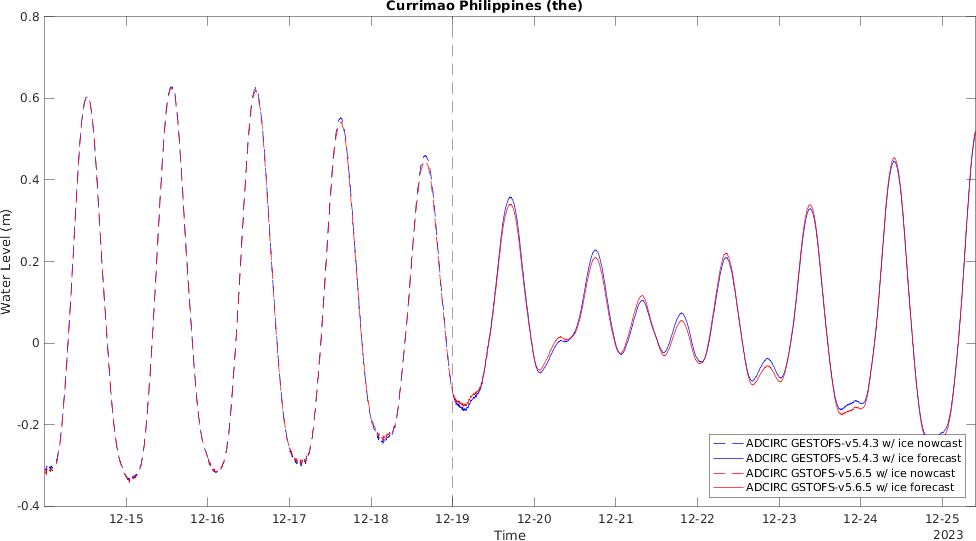 Currimao Philippines (the)
0.8
0.6
0.4
0.2
0
-0.2
-0.4
Water Level (m)
ADCIRC GESTOFS-v5.4.3 w/ ice nowcast
ADCIRC GESTOFS-v5.4.3 w/ ice forecast
ADCIRC GSTOFS-v5.6.5 w/ ice nowcast
ADCIRC GSTOFS-v5.6.5 w/ ice forecast
12-15 12-16 12-17 12-18 12-19 12-20 12-21 12-22 12-23 12-24 12-25
Time
2023